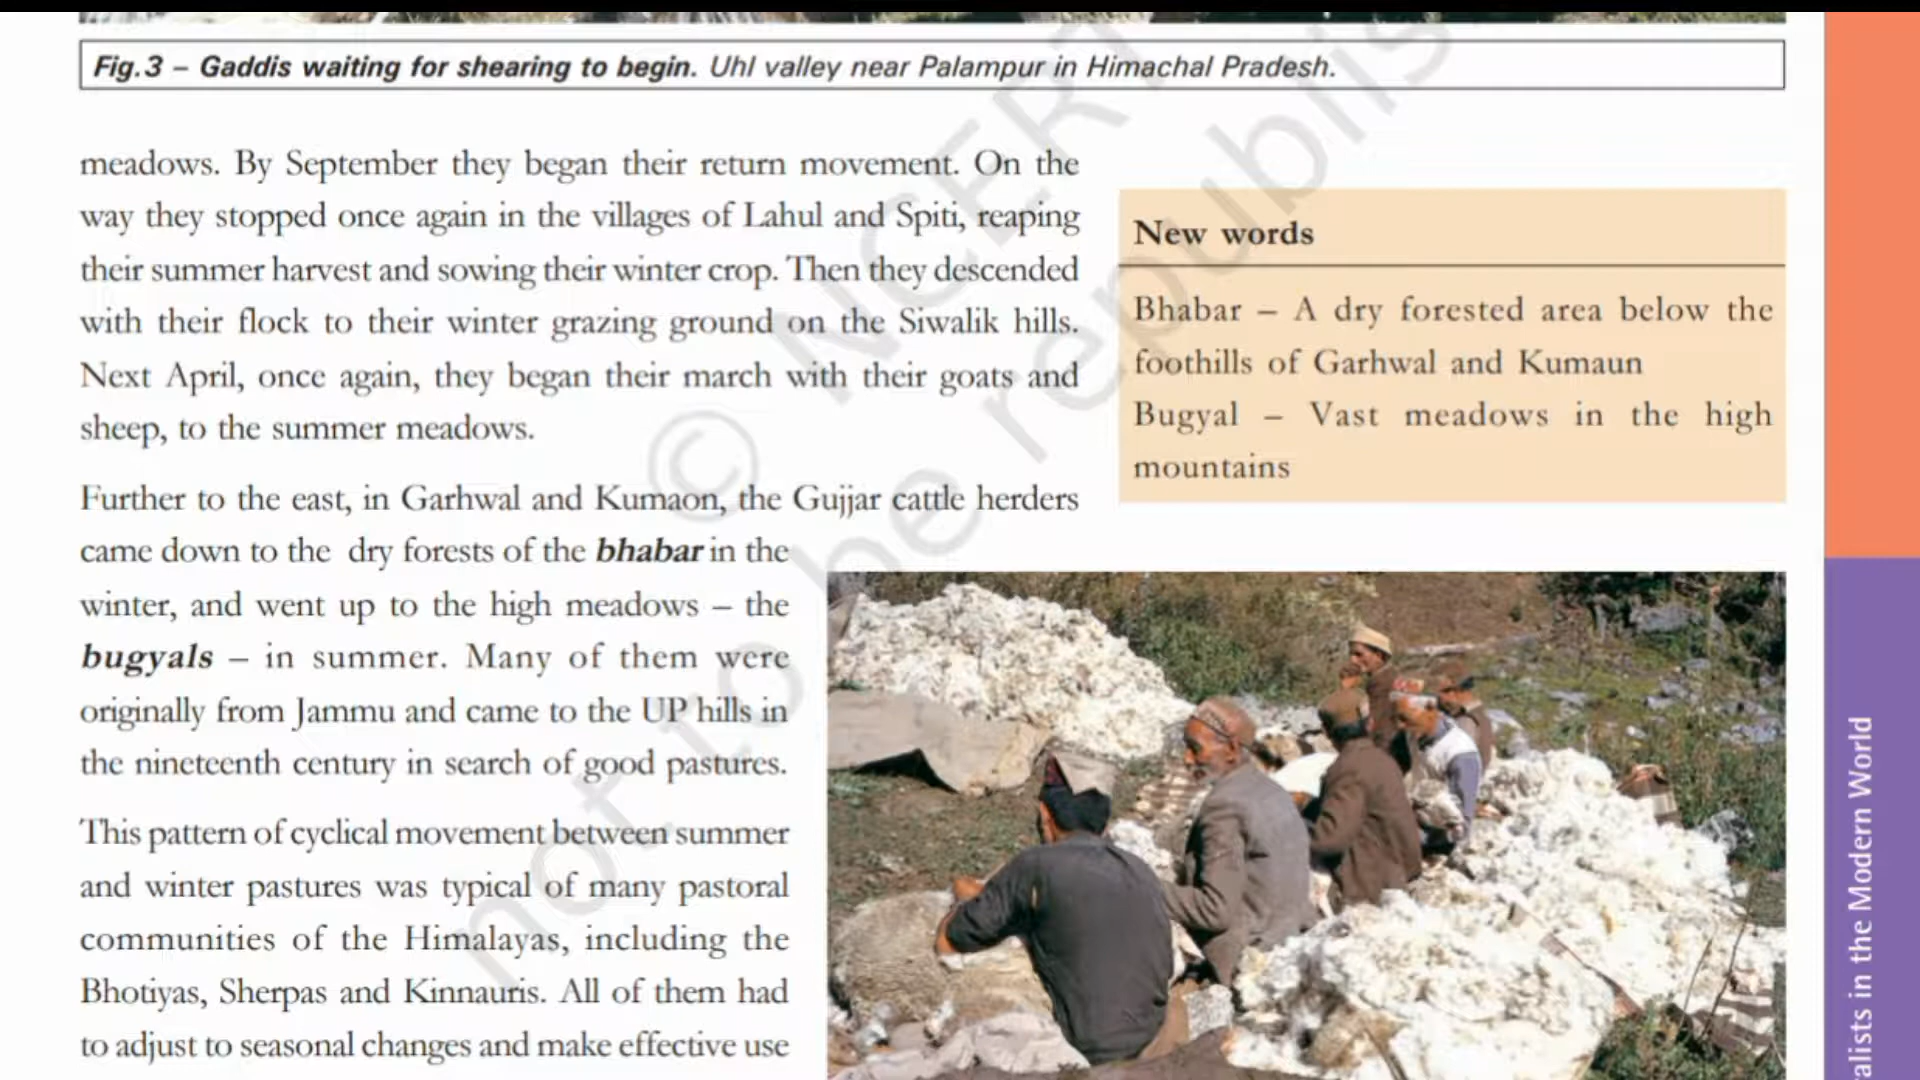 Fig.3 – Gaddis waiting for shearing to begin. Uhl valley near Palampur in Himachal Pradesh.
meadows. By September they began their return movement. On the
way they stopped once again in the villages of Lahul and Spiti, reaping
their summer harvest and sowing their winter crop. Then they descended
with their flock to their winter grazing ground on the Siwalik hills.
Next April, once again, they began their march with their goats and
sheep, to the summer meadows.
Further to the east, in Garhwal and Kumaon, the Gujjar cattle herders
came down to the dry forests of the bhabar in the
winter, and went up to the high meadows – the
bugyals – in summer. Many of them were
originally from Jammu and came to the UP hills in
the nineteenth century in search of good pastures.
This pattern of cyclical movement between summer
and winter pastures was typical of many pastoral
communities of the Himalayas, including the
Bhotiyas, Sherpas and Kinnauris. All of them had
to adjust to seasonal changes and make effective use
New words
Bhabar – A dry forested area below the
foothills of Garhwal and Kumaun
Bugyal – Vast meadows in the high
mountains
© NCERT
not to be republis
alists in the Modern World